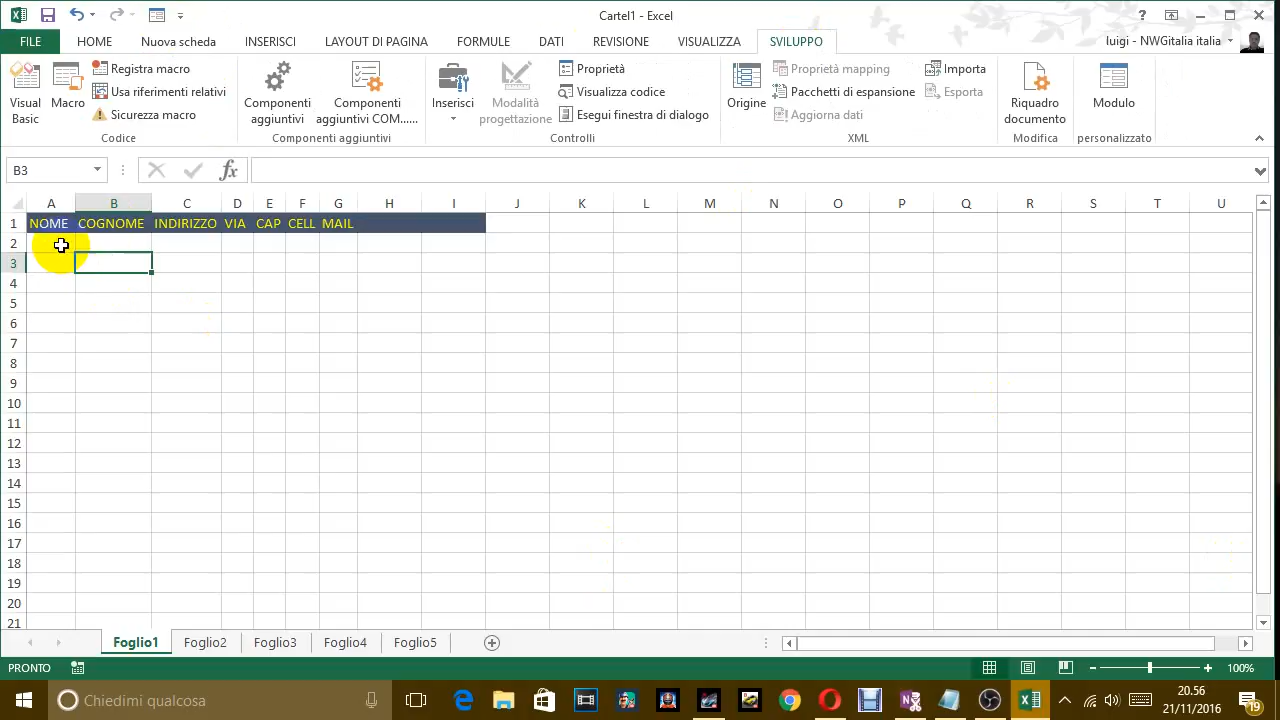 Cartel1 - Excel
FILE HOME Nuova scheda INSERISCI LAYOUT DI PAGINA FORMULE DATI REVISIONE VISUALIZZA SVILUPPO luigi - NWGitalia italia
Visual Basic
Macro
Registra macro
Usa riferimenti relativi
Sicurezza macro
Codice
Componenti aggiuntivi
Componenti aggiuntivi COM......
Componenti aggiuntivi
Inserisci
Modalità progettazione
Proprietà
Visualizza codice
Esegui finestra di dialogo
Controlli
Origine
Proprietà mapping
Pacchetti di espansione
Aggiorna dati
Importa
Esporta
XML
Riquadro documento
Modifica
Modulo
personalizzato
B3 fx
A B C D E F G H I J K L M N O P Q R S T U
1 NOME COGNOME INDIRIZZO VIA CAP CELL MAIL
2
3
4
5
6
7
8
9
10
11
12
13
14
15
16
17
18
19
20
21
Foglio1 Foglio2 Foglio3 Foglio4 Foglio5
PRONTO 100%
Chiedimi qualcosa
20.56
21/11/2016
19